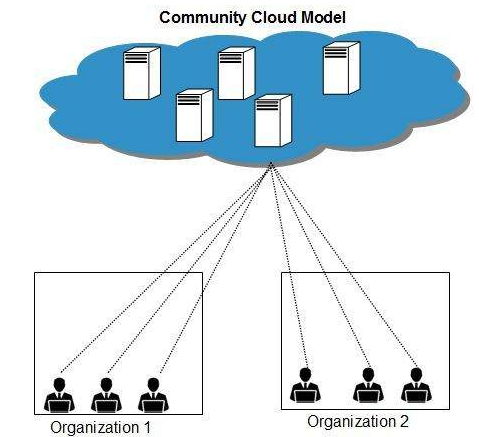 Community Cloud Model
Organization 1
Organization 2